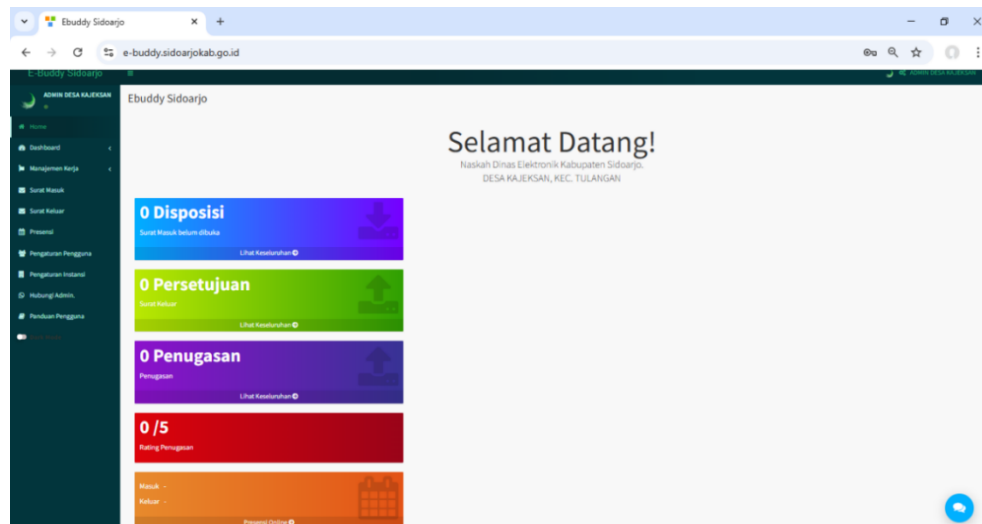 Ebuddy Sidoarjo
e-buddy.sidoarjokab.go.id
E-Buddy Sidoarjo
ADMIN DESA KAJEKSAN
ADMIN DESA KAJEKSAN
Ebuddy Sidoarjo
Home
Dashboard
Manajemen Kerja
Surat Masuk
Surat Keluar
Presensi
Pengaturan Pengguna
Pengaturan Instansi
Hubungi Admin.
Panduan Pengguna
Selamat Datang!
Naskah Dinas Elektronik Kabupaten Sidoarjo.
DESA KAJEKSAN, KEC. TULANGAN
0 Disposisi
Surat Masuk belum dibuka
Lihat Keseluruhan
0 Persetujuan
Surat Keluar
Lihat Keseluruhan
0 Penugasan
Penugasan
Lihat Keseluruhan
0 /5
Rating Penugasan
Masuk -
Keluar -
Presensi Online